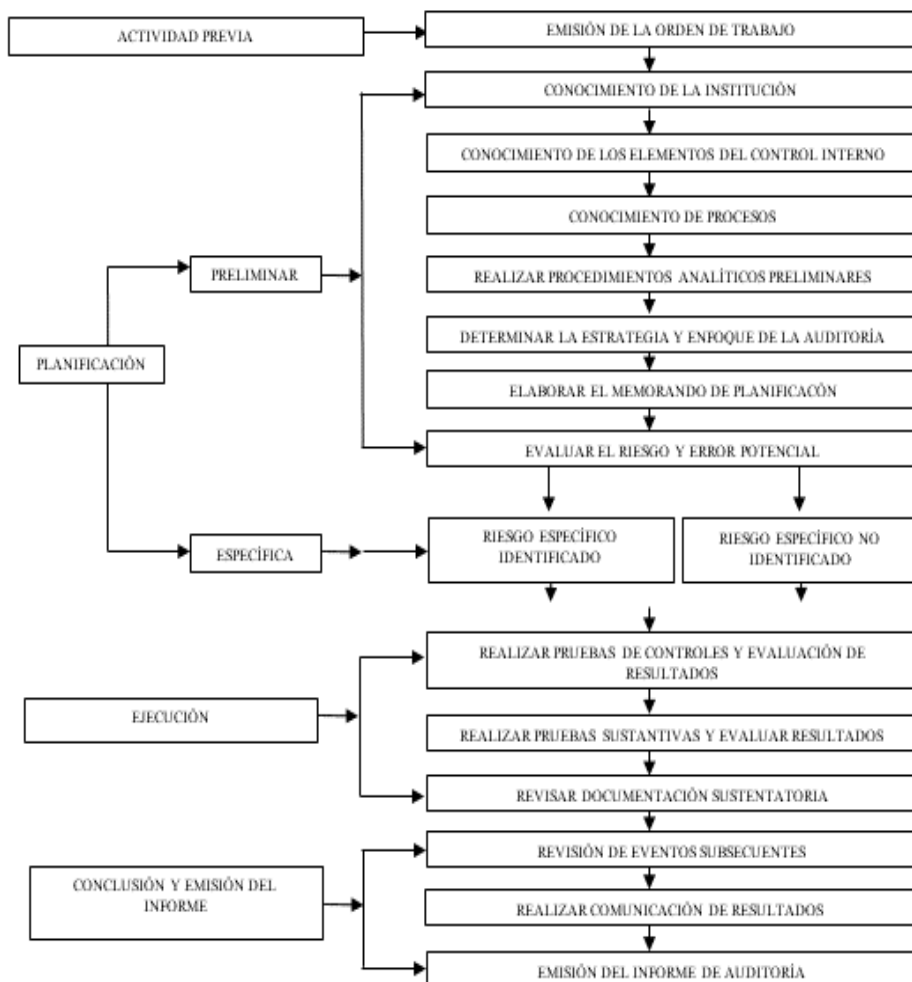 ACTIVIDAD PREVIA
EMISIÓN DE LA ORDEN DE TRABAJO
CONOCIMIENTO DE LA INSTITUCIÓN
CONOCIMIENTO DE LOS ELEMENTOS DEL CONTROL INTERNO
CONOCIMIENTO DE PROCESOS
PRELIMINAR
REALIZAR PROCEDIMIENTOS ANALÍTICOS PRELIMINARES
DETERMINAR LA ESTRATEGIA Y ENFOQUE DE LA AUDITORÍA
PLANIFICACIÓN
ELABORAR EL MEMORANDO DE PLANIFICACÓN
EVALUAR EL RIESGO Y ERROR POTENCIAL
ESPECÍFICA
RIESGO ESPECÍFICO
IDENTIFICADO
RIESGO ESPECÍFICO NO
IDENTIFICADO
REALIZAR PRUEBAS DE CONTROLES Y EVALUACIÓN DE
RESULTADOS
EJECUCIÓN
REALIZAR PRUEBAS SUSTANTIVAS Y EVALUAR RESULTADOS
REVISAR DOCUMENTACIÓN SUSTENTATORIA
REVISIÓN DE EVENTOS SUBSECUENTES
CONCLUSIÓN Y EMISIÓN DEL
INFORME
REALIZAR COMUNICACIÓN DE RESULTADOS
EMISIÓN DEL INFORME DE AUDITORÍA